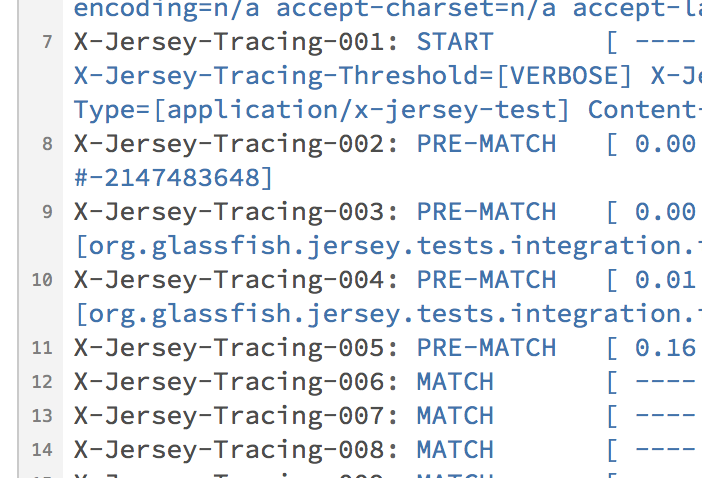 encoding=n/a accept-charset=n/a
7 X-Jersey-Tracing-001: START [ ----
X-Jersey-Tracing-Threshold=[VERBOSE]
Type=[application/x-jersey-test] Content-
8 X-Jersey-Tracing-002: PRE-MATCH [ 0.00
#-2147483648]
9 X-Jersey-Tracing-003: PRE-MATCH [ 0.00
[org.glassfish.jersey.tests.integration.
10 X-Jersey-Tracing-004: PRE-MATCH [ 0.01
[org.glassfish.jersey.tests.integration.
11 X-Jersey-Tracing-005: PRE-MATCH [ 0.16
12 X-Jersey-Tracing-006: MATCH [ ----
13 X-Jersey-Tracing-007: MATCH [ ----
14 X-Jersey-Tracing-008: MATCH [ ----